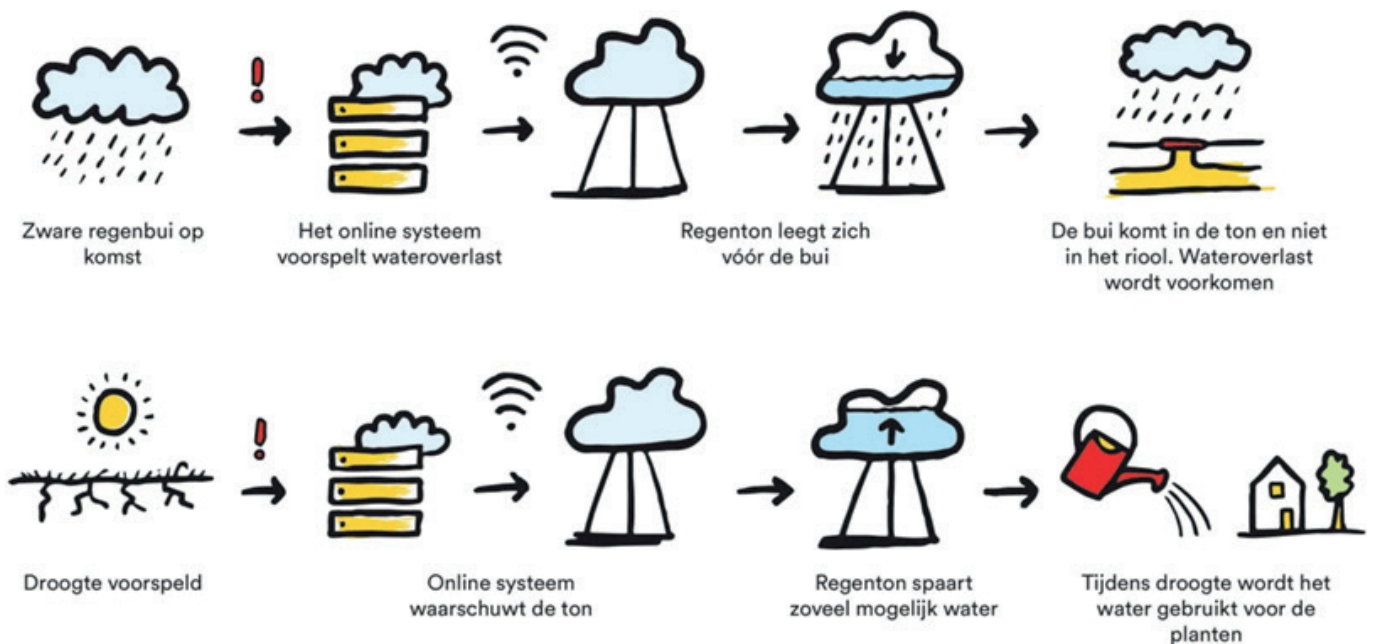 Zware regenbui op
komst
Het online systeem
voorspelt wateroverlast
Regenton leegt zich
vóór de bui
De bui komt in de ton en niet
in het riool. Wateroverlast
wordt voorkomen
Droogte voorspeld
Online systeem
waarschuwt de ton
Regenton spaart
zoveel mogelijk water
Tijdens droogte wordt het
water gebruikt voor de
planten